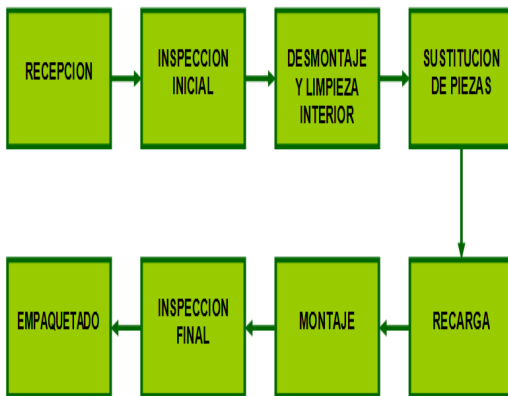 RECEPCION
INSPECCION
INICIAL
DESMONTAJE
Y LIMPIEZA
INTERIOR
SUSTITUCION
DE PIEZAS
RECARGA
MONTAJE
INSPECCION
FINAL
EMPAQUETADO